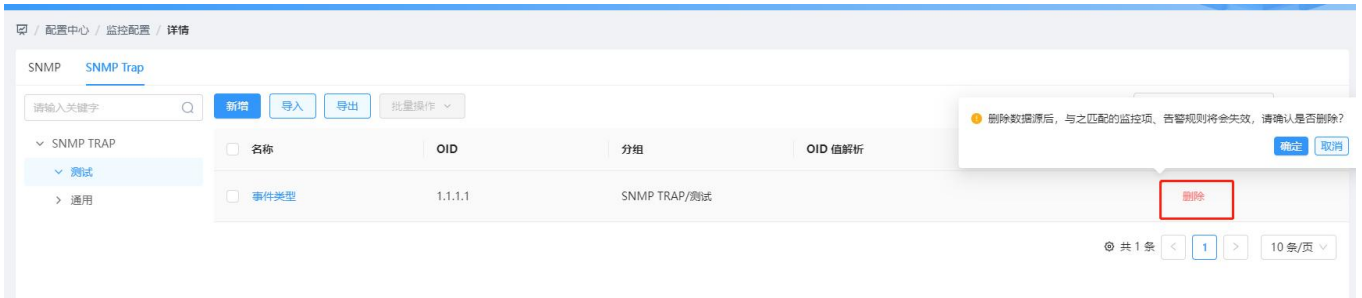 / 配置中心 / 监控配置 / 详情
SNMP SNMP Trap
请输入关键字 新增 导入 导出 批量操作
删除数据源后，与之匹配的监控项、告警规则将会失效，请确认是否删除？
确定 取消
SNMP TRAP 名称 OID 分组 OID 值解析
测试
事件类型 1.1.1.1 SNMP TRAP/测试 删除
通用
共 1 条 < 1 > 10 条/页